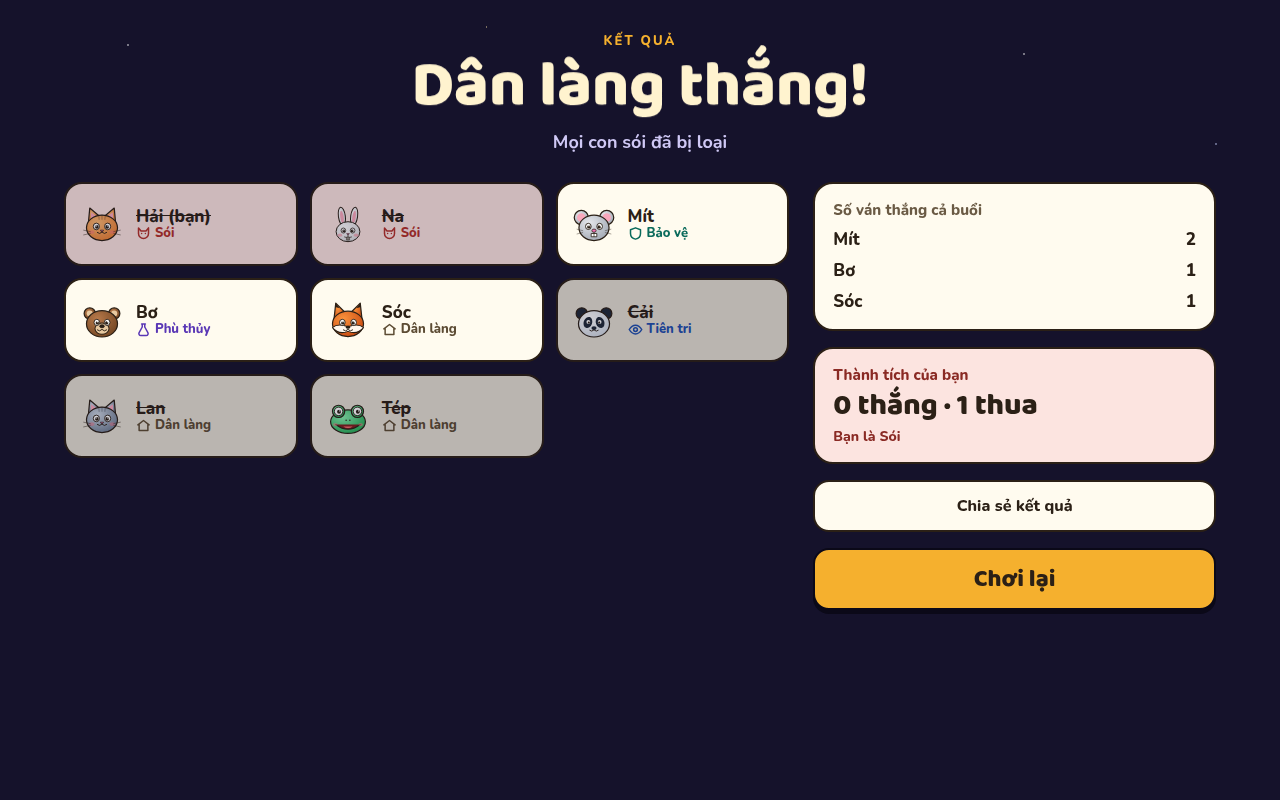 KẾT QUẢ
Dân làng thắng!
Mọi con sói đã bị loại
Hải (bạn)
Sói
Na
Sói
Mít
Bảo vệ
Bơ
Phù thủy
Sóc
Dân làng
Cải
Tiên tri
Lan
Dân làng
Tép
Dân làng
Số ván thắng cả buổi
Mít 2
Bơ 1
Sóc 1
Thành tích của bạn
0 thắng · 1 thua
Bạn là Sói
Chia sẻ kết quả
Chơi lại